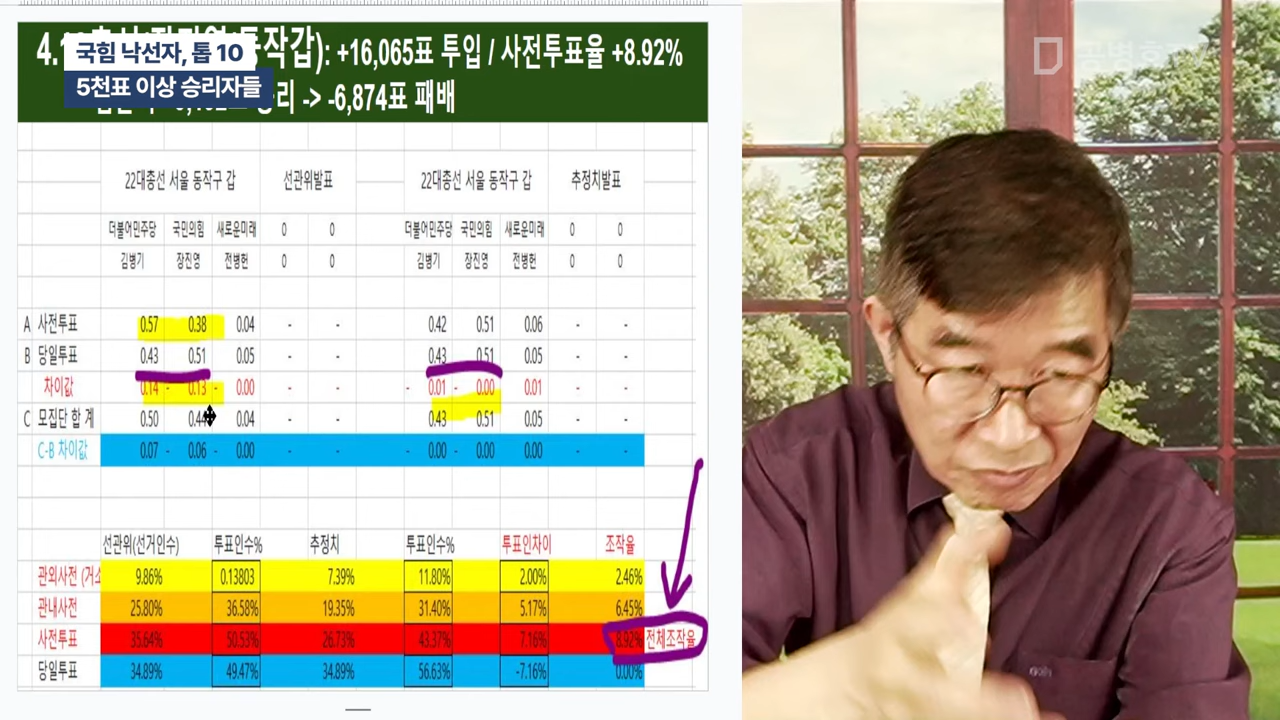 국힘 낙선자, 톱 10
5천표 이상 승리자들
동작갑): +16,065표 투입 / 사전투표율 +8.92%
-> -6,874표 패배
22대총선 서울 동작구 갑 선관위발표 22대총선 서울 동작구 갑 추정치발표
더불어민주당 국민의힘 새로운미래 0 0 더불어민주당 국민의힘 새로운미래 0 0
김병기 장진영 전병헌 0 0 김병기 장진영 전병헌 0 0
A 사전투표 0.57 0.38 0.04 - - 0.42 0.51 0.06 - -
B 당일투표 0.43 0.51 0.05 - - 0.43 0.51 0.05 - -
차이값 0.14 - 0.13 - 0.00 - - - 0.01 - 0.00 0.01 - -
C 모집단 합 계 0.50 0.44 0.04 - - 0.43 0.51 0.05 - -
C-B 차이값 0.07 - 0.06 - 0.00 - - - 0.00 - 0.00 0.00 - -
선관위(선거인수) 투표인수% 추정치 투표인수% 투표인차이 조작율
관외사전 (거소 9.86% 0.13803 7.39% 11.80% 2.00% 2.46%
관내사전 25.80% 36.58% 19.35% 31.40% 5.17% 6.45%
사전투표 35.64% 50.53% 26.73% 43.37% 7.16% 8.92% 전체조작율
당일투표 34.89% 49.47% 34.89% 56.63% -7.16% 0.00%
공병호TV